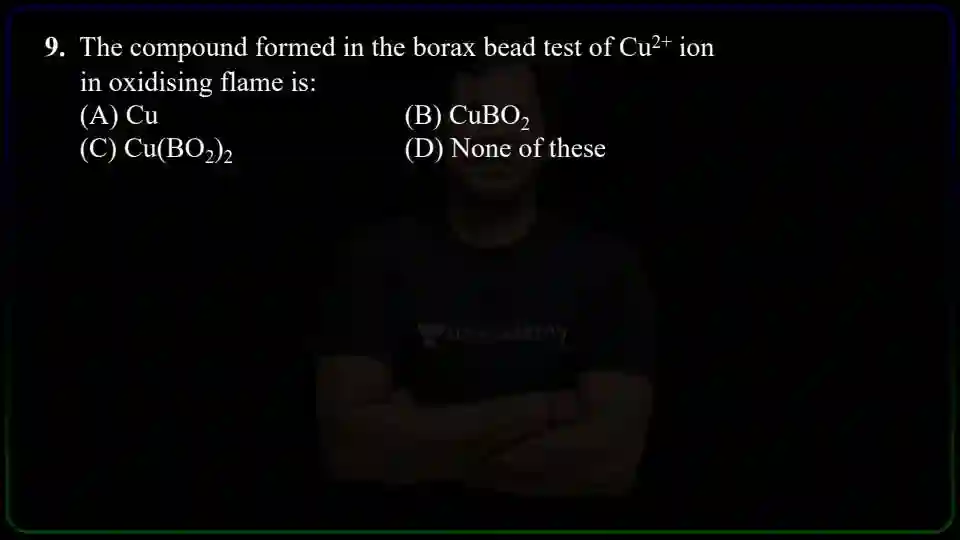 9. The compound formed in the borax bead test of Cu²⁺ ion
in oxidising flame is:
(A) Cu (B) CuBO₂
(C) Cu(BO₂)₂ (D) None of these